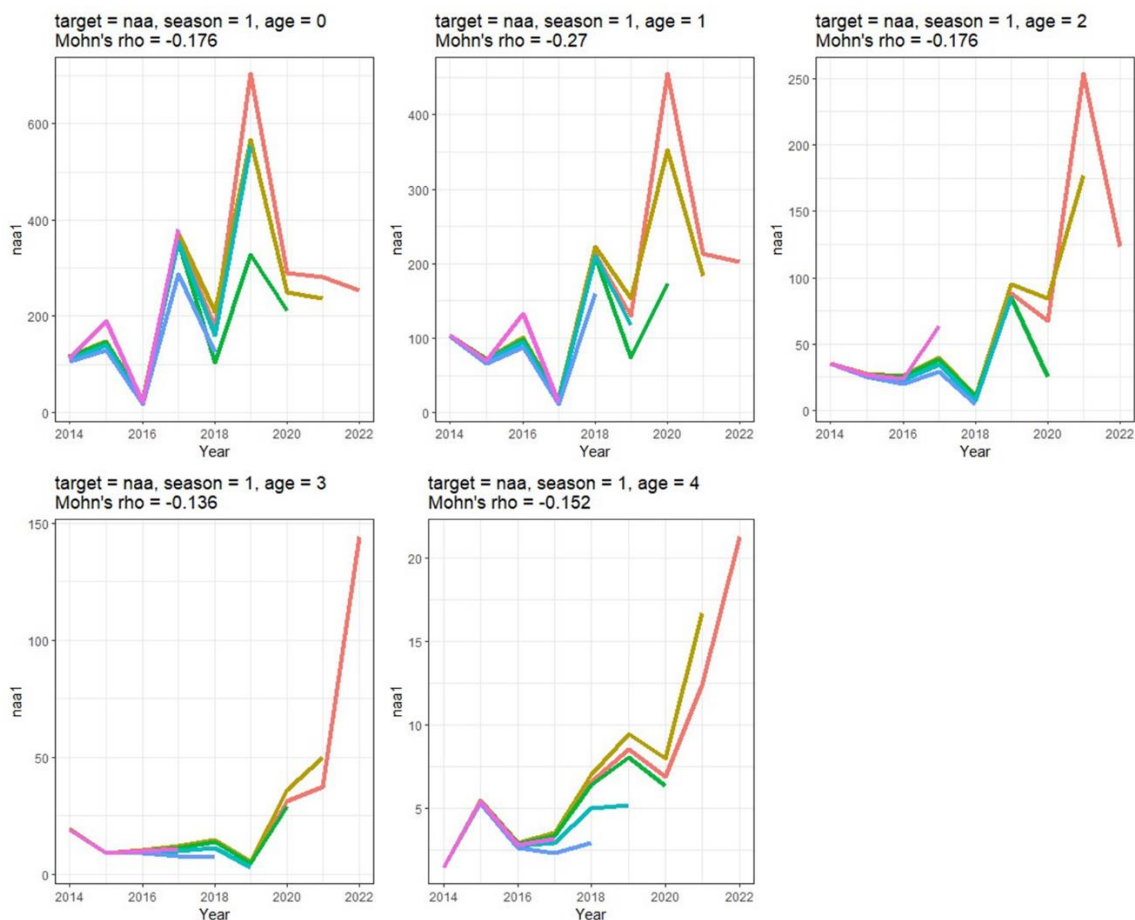 target = naa, season = 1, age = 0
Mohn's rho = -0.176
600
400
200
0
naa1
2014 2016 2018 2020 2022
Year
target = naa, season = 1, age = 1
Mohn's rho = -0.27
400
300
200
100
0
naa1
2014 2016 2018 2020 2022
Year
target = naa, season = 1, age = 2
Mohn's rho = -0.176
250
200
150
100
50
0
naa1
2014 2016 2018 2020 2022
Year
target = naa, season = 1, age = 3
Mohn's rho = -0.136
150
100
50
0
naa1
2014 2016 2018 2020 2022
Year
target = naa, season = 1, age = 4
Mohn's rho = -0.152
20
15
10
5
naa1
2014 2016 2018 2020 2022
Year